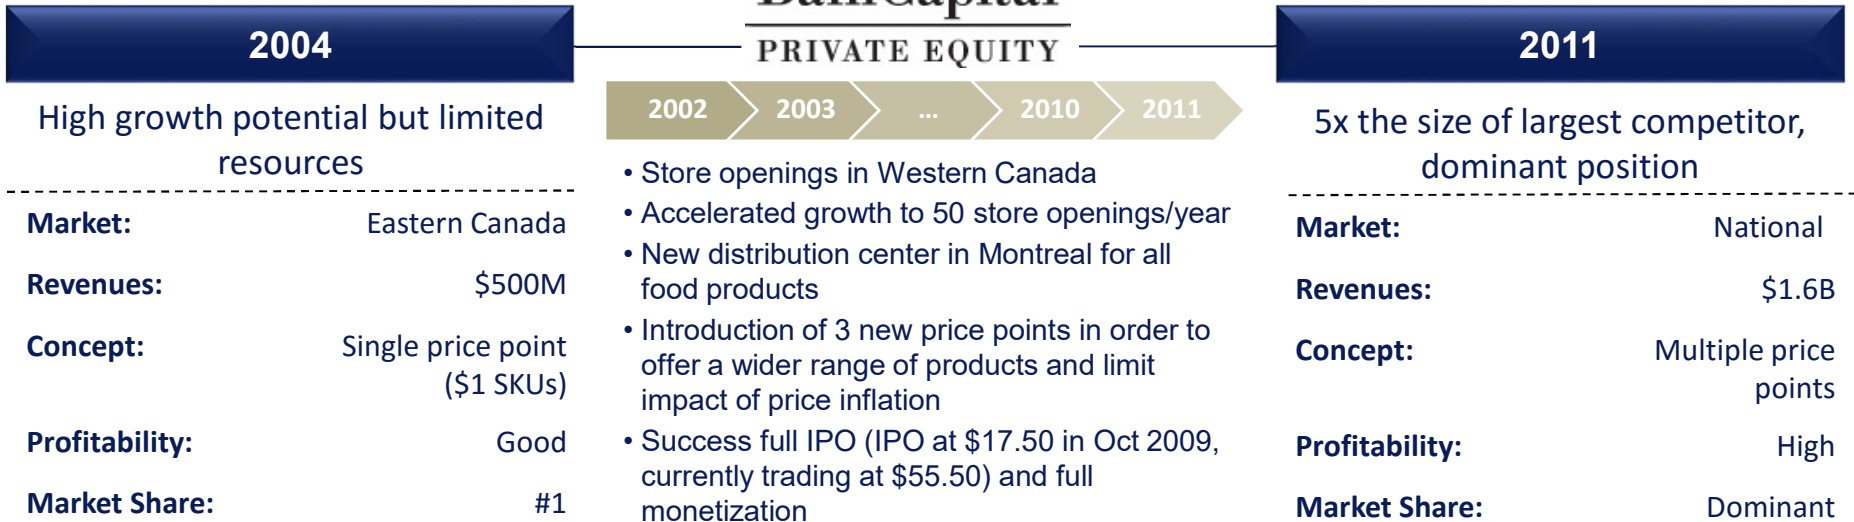 2004
High growth potential but limited
resources
Market: Eastern Canada
Revenues: $500M
Concept: Single price point
($1 SKUs)
Profitability: Good
Market Share: #1
BainCapital
PRIVATE EQUITY
2002 2003 ... 2010 2011
• Store openings in Western Canada
• Accelerated growth to 50 store openings/year
• New distribution center in Montreal for all
food products
• Introduction of 3 new price points in order to
offer a wider range of products and limit
impact of price inflation
• Success full IPO (IPO at $17.50 in Oct 2009,
currently trading at $55.50) and full
monetization
2011
5x the size of largest competitor,
dominant position
Market: National
Revenues: $1.6B
Concept: Multiple price
points
Profitability: High
Market Share: Dominant